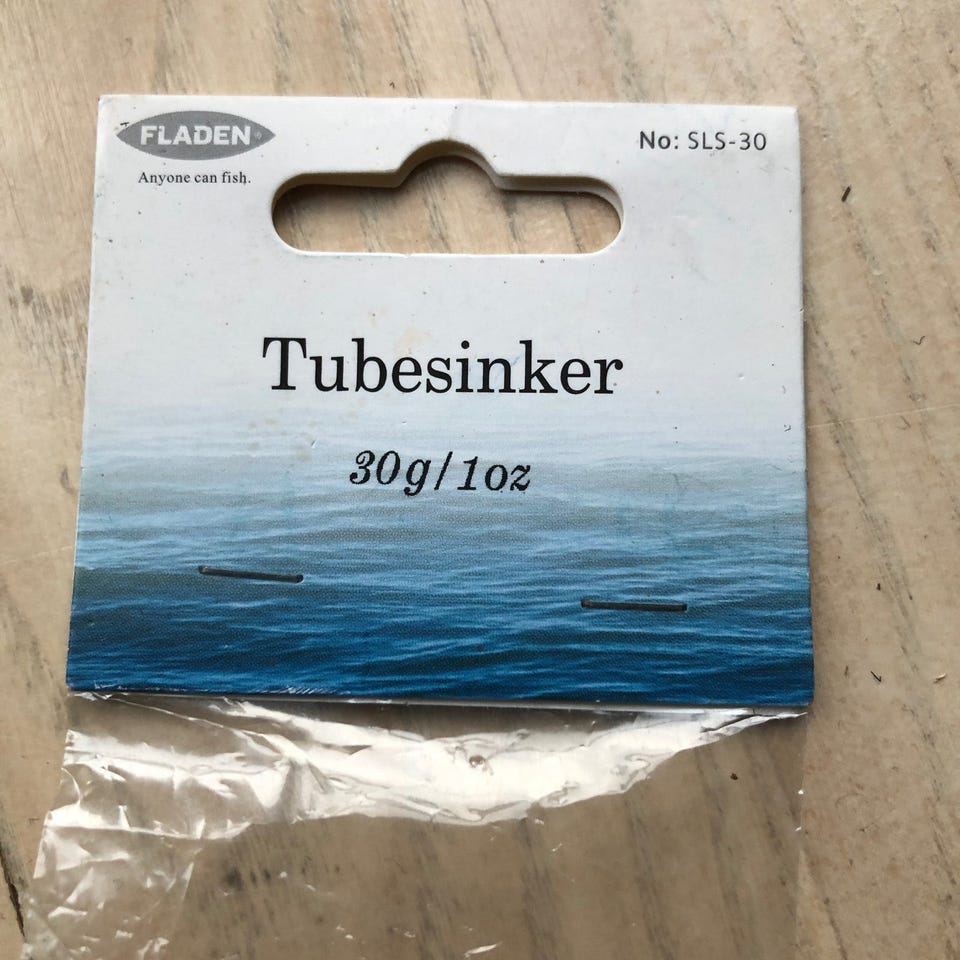 FLADEN
Anyone can fish.
No: SLS-30
Tubesinker
30g/1oz